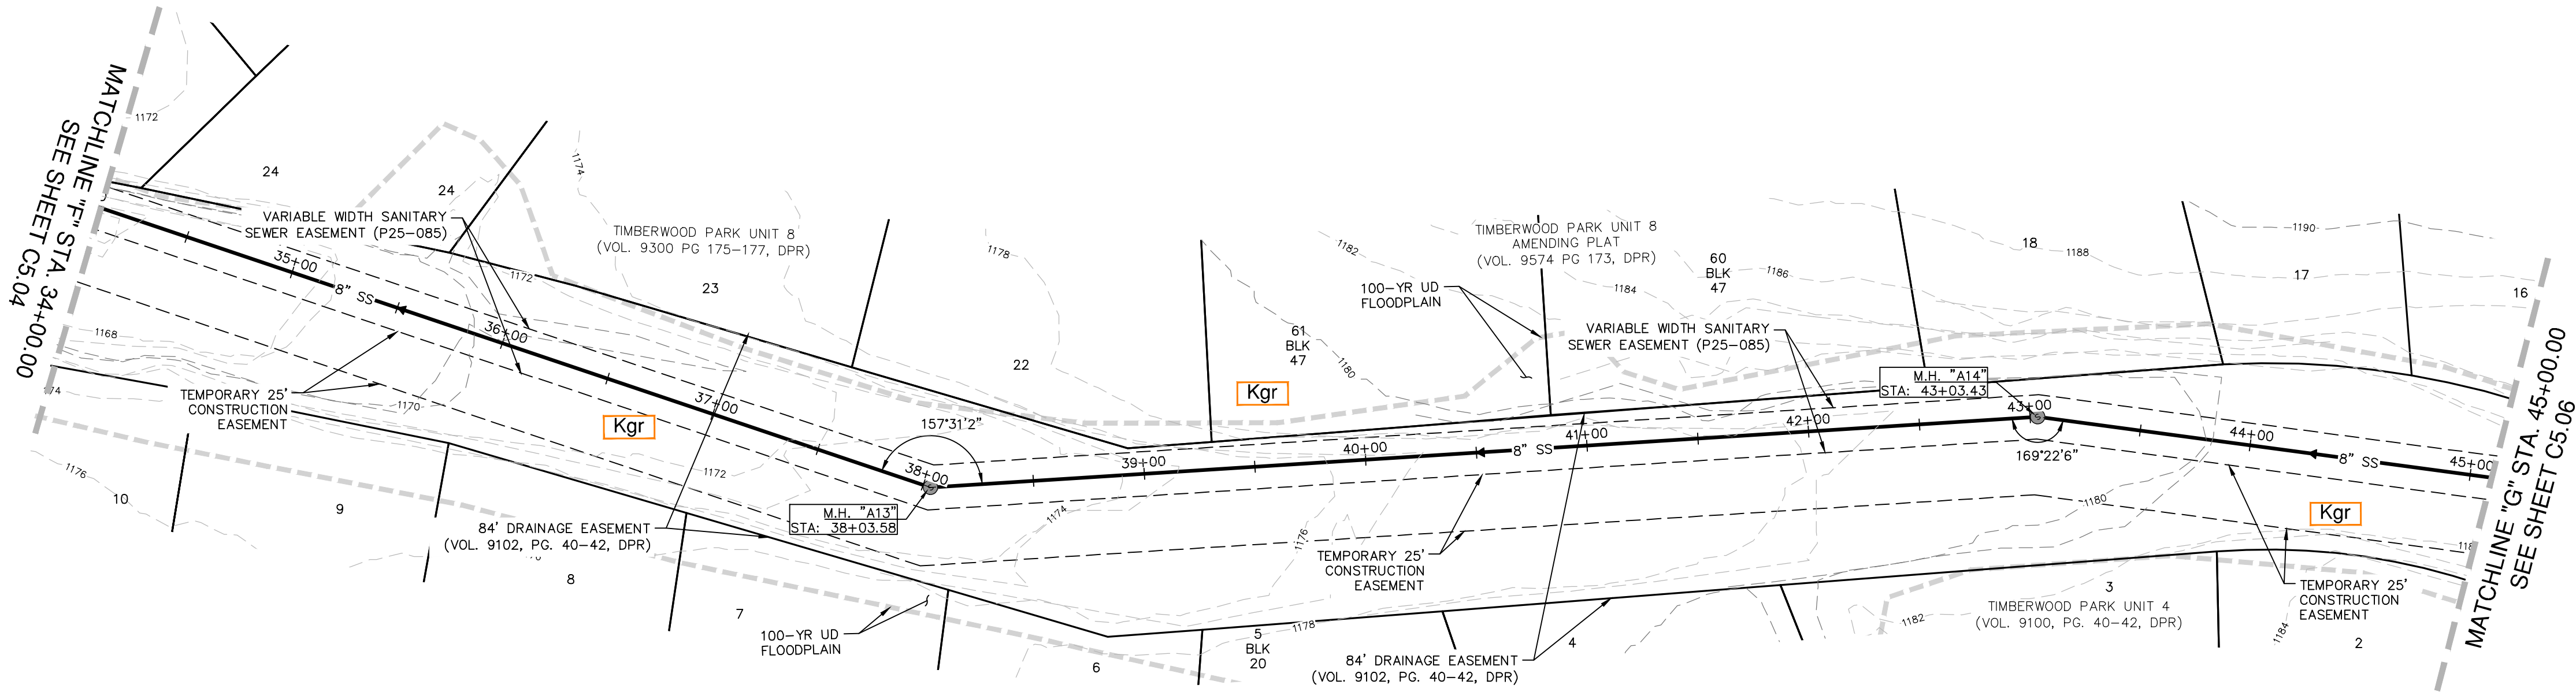 MATCHLINE "F" STA. 34+00.00
SEE SHEET C5.04
1172
24
24
VARIABLE WIDTH SANITARY
SEWER EASEMENT (P25-085)
1174
TIMBERWOOD PARK UNIT 8
(VOL. 9300 PG 175-177, DPR)
1172
23
1178
22
1182
TIMBERWOOD PARK UNIT 8
AMENDING PLAT
(VOL. 9574 PG 173, DPR)
100-YR UD
FLOODPLAIN
1184
60
BLK
47
1186
18
1188
1190
17
16
61
BLK
47
1180
VARIABLE WIDTH SANITARY
SEWER EASEMENT (P25-085)
M.H. "A14"
STA: 43+03.43
Kgr
35+00
8" SS
36+00
37+00
38+00
39+00
40+00
8" SS
41+00
42+00
43+00
44+00
8" SS
45+00
157°31'2"
169°22'6"
1168
TEMPORARY 25'
CONSTRUCTION
EASEMENT
1170
Kgr
1172
M.H. "A13"
STA: 38+03.58
1174
1176
1180
Kgr
1176
10
9
84' DRAINAGE EASEMENT
(VOL. 9102, PG. 40-42, DPR)
8
7
100-YR UD
FLOODPLAIN
6
TEMPORARY 25'
CONSTRUCTION
EASEMENT
5
BLK
20
1178
84' DRAINAGE EASEMENT
(VOL. 9102, PG. 40-42, DPR)
4
1182
3
TIMBERWOOD PARK UNIT 4
(VOL. 9100, PG. 40-42, DPR)
1184
TEMPORARY 25'
CONSTRUCTION
EASEMENT
2
MATCHLINE "G" STA. 45+00.00
SEE SHEET C5.06